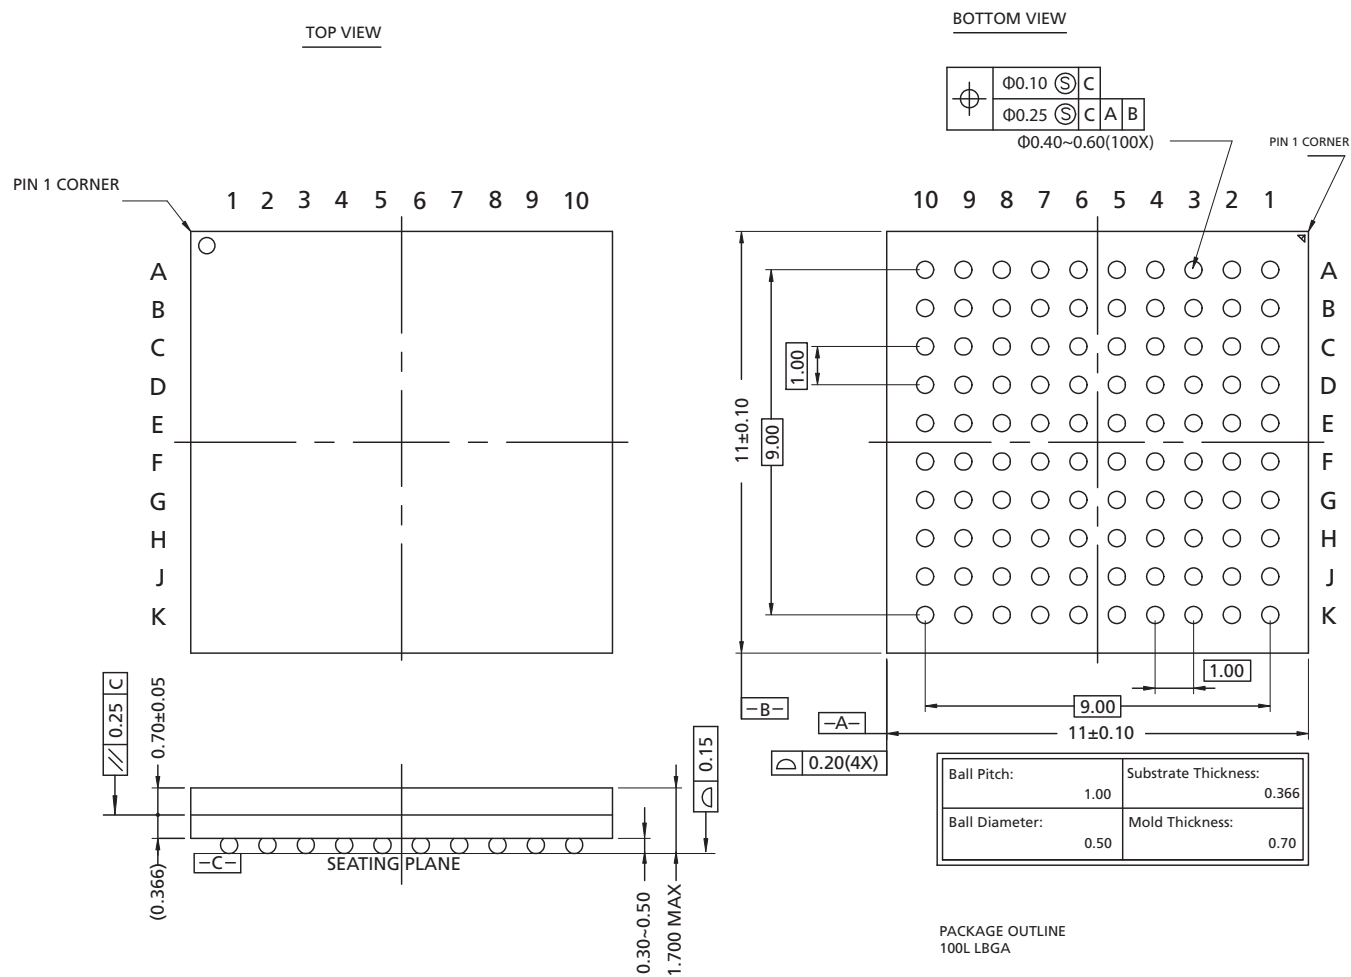 TOP VIEW
BOTTOM VIEW
Φ0.10 Ⓢ C
Φ0.25 Ⓢ C A B
Φ0.40~0.60(100X)
PIN 1 CORNER
PIN 1 CORNER
1 2 3 4 5 6 7 8 9 10
10 9 8 7 6 5 4 3 2 1
A
B
C
D
E
F
G
H
J
K
A
B
C
D
E
F
G
H
J
K
1.00
9.00
11±0.10
1.00
9.00
11±0.10
-B-
-A-
⌓ 0.20(4X)
// 0.25 C
0.70±0.05
(0.366)
⌓ 0.15
-C-
SEATING PLANE
0.30~0.50
1.700 MAX
Ball Pitch: 1.00
Substrate Thickness: 0.366
Ball Diameter: 0.50
Mold Thickness: 0.70
PACKAGE OUTLINE
100L LBGA